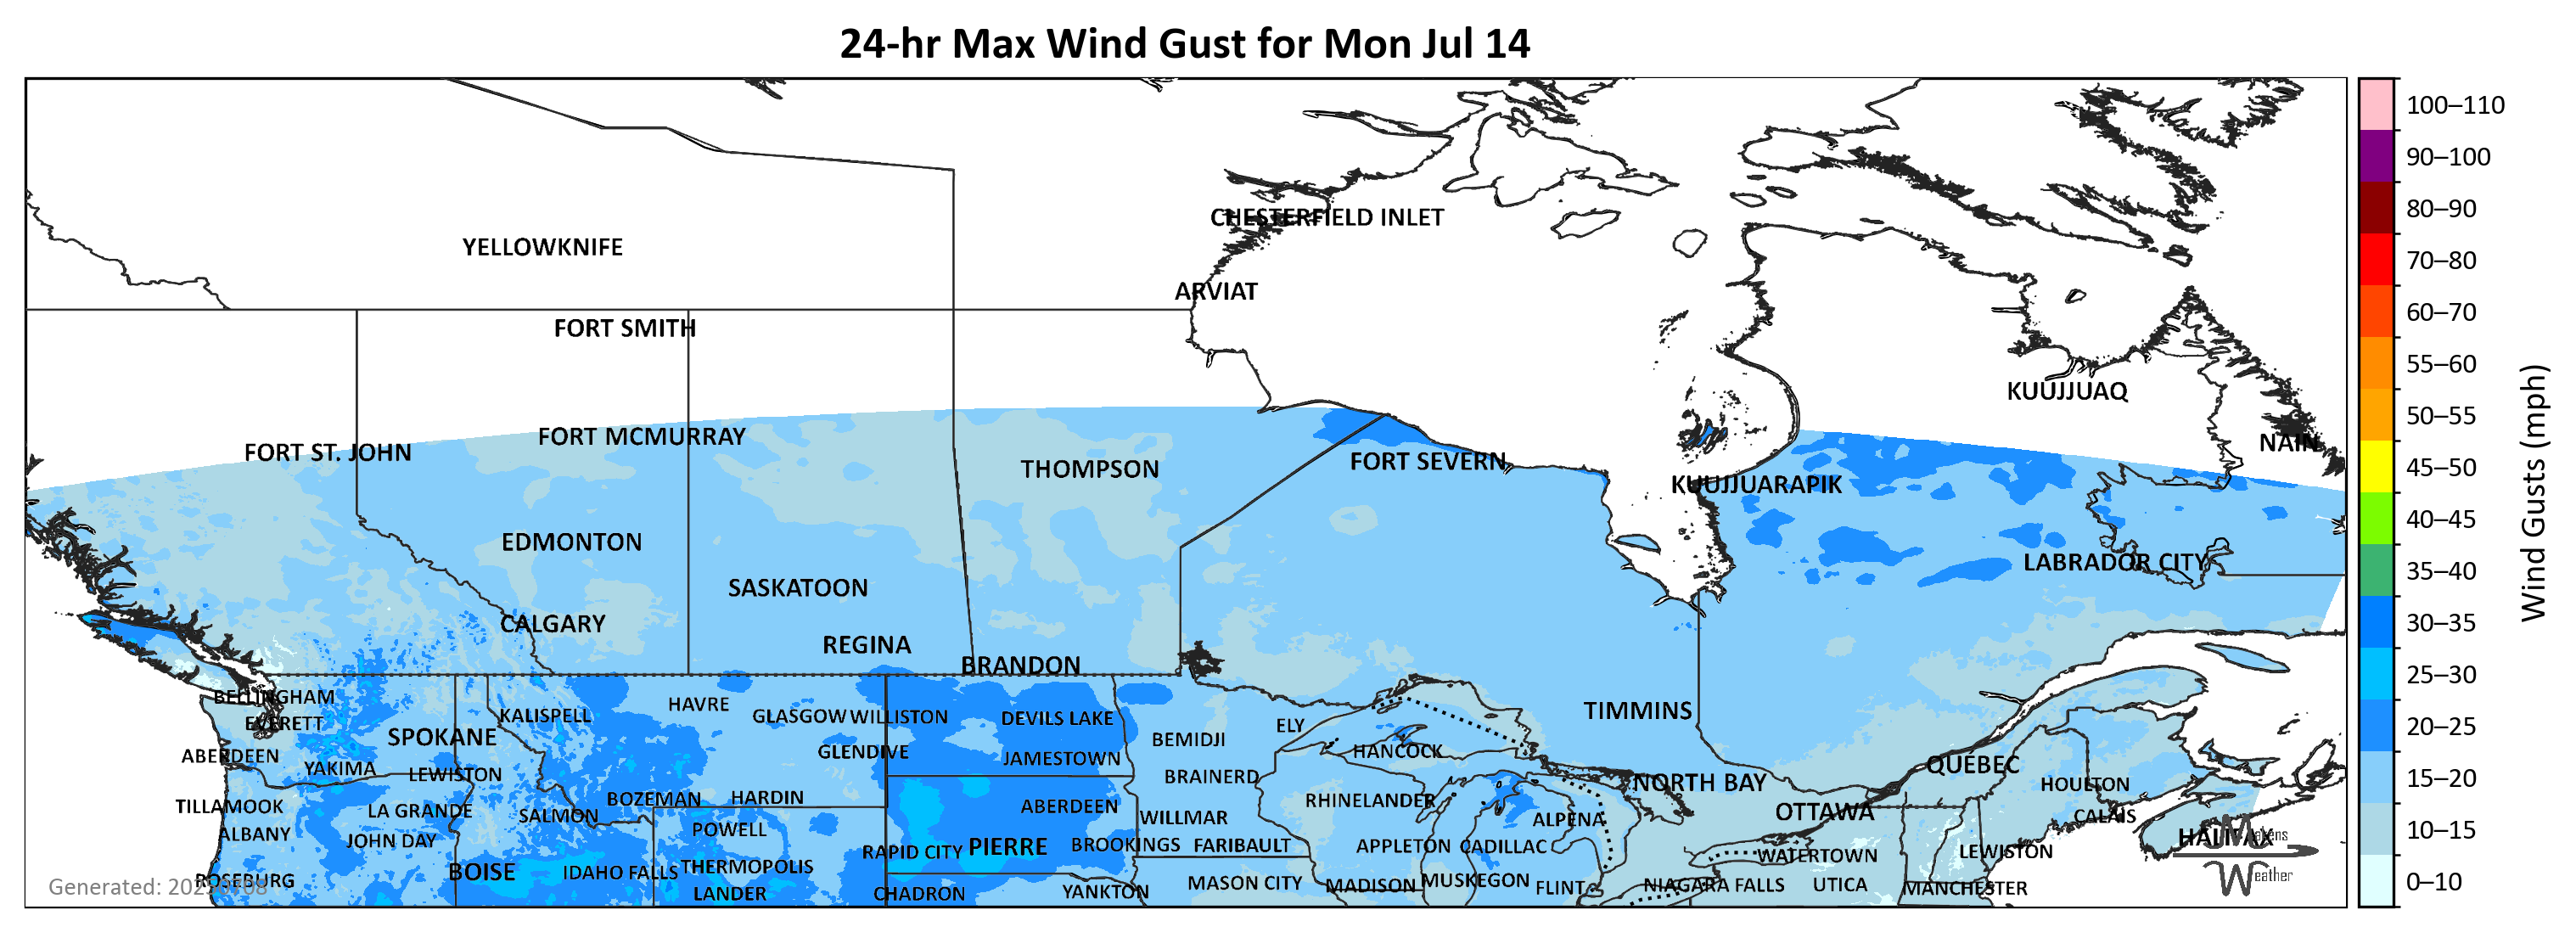 24-hr Max Wind Gust for Mon Jul 14
100–110
90–100
CHESTERFIELD INLET
80–90
YELLOWKNIFE
70–80
ARVIAT
60–70
FORT SMITH
55–60
KUUJJUAQ
50–55
FORT MCMURRAY
NAIN
FORT ST. JOHN
45–50
THOMPSON
FORT SEVERN
KUUJJUARAPIK
40–45
Wind Gusts (mph)
EDMONTON
LABRADOR CITY
35–40
SASKATOON
CALGARY
30–35
REGINA
BRANDON
25–30
BELLINGHAM
HAVRE
TIMMINS
EVERETT
KALISPELL
GLASGOW WILLISTON
DEVILS LAKE
ELY
20–25
SPOKANE
BEMIDJI
ABERDEEN
GLENDIVE
JAMESTOWN
HANCOCK
QUÉBEC
YAKIMA
LEWISTON
BRAINERD
NORTH BAY
HOULTON
15–20
TILLAMOOK
LA GRANDE
SALMON
BOZEMAN
HARDIN
ABERDEEN
WILLMAR
RHINELANDER
ALPENA
OTTAWA
CALAIS
ALBANY
JOHN DAY
POWELL
10–15
HALIFAX
Makens
Weather
RAPID CITY
PIERRE
BROOKINGS
FARIBAULT
APPLETON
CADILLAC
WATERTOWN
LEWISTON
BOISE
IDAHO FALLS
THERMOPOLIS
ROSEBURG
LANDER
CHADRON
YANKTON
MASON CITY
MADISON
MUSKEGON
FLINT
NIAGARA FALLS
UTICA
MANCHESTER
0–10
Generated: